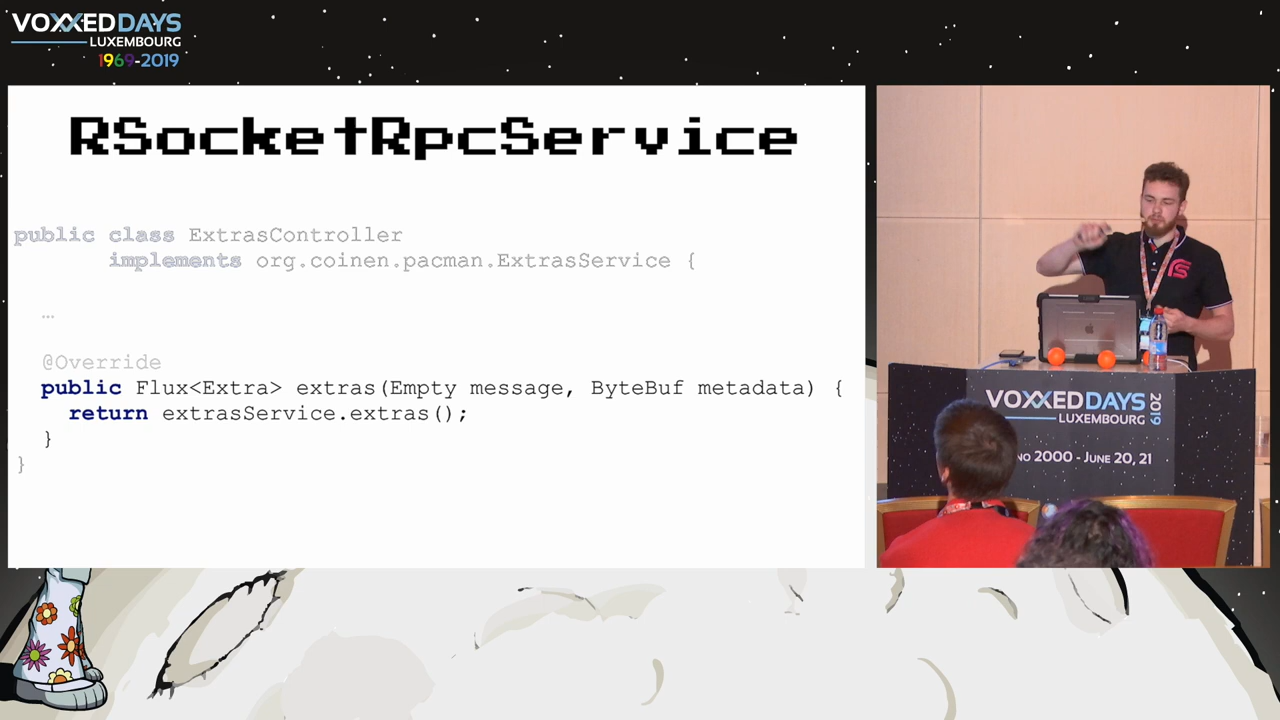 VOXXEDDAYS
LUXEMBOURG
1969-2019
RSocketRpcService
public class ExtrasController
implements org.coinen.pacman.ExtrasService {
…
@Override
public Flux<Extra> extras(Empty message, ByteBuf metadata) {
return extrasService.extras();
}
}
VOXXEDDAYS
2019
LUXEMBOURG
NO 2000 - JUNE 20, 21